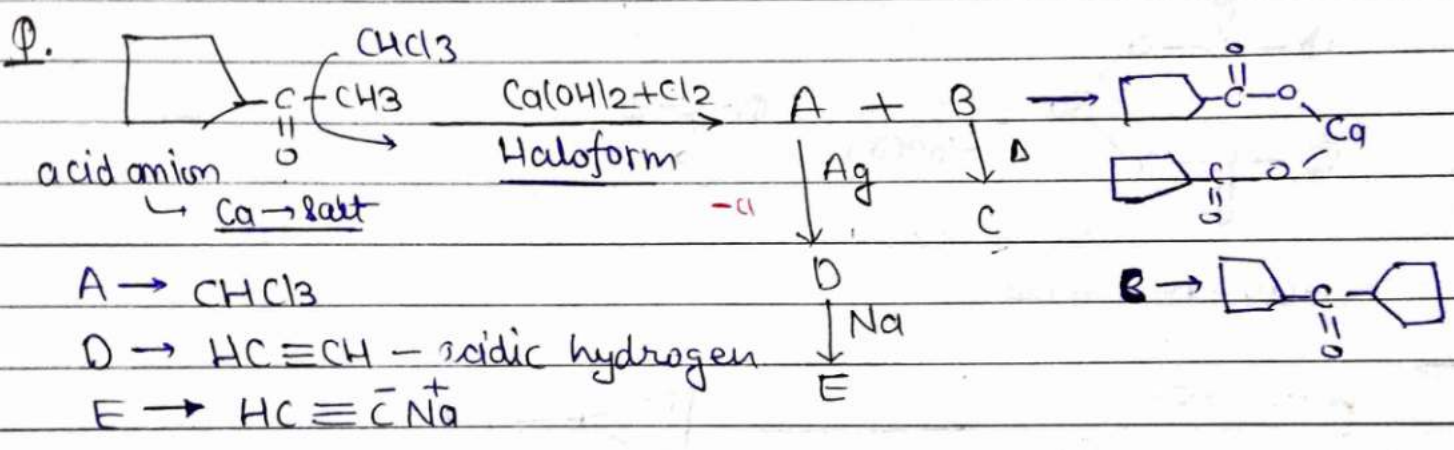 Q.
CHCl3
C CH3 Ca(OH)2+Cl2 A + B → C-O
|| O
O Haloform Ag Δ Ca
acid anion C-O
↳ Ca → Salt -Cl C O
A → CHCl3 D B → C
O
D → HC≡CH - acidic hydrogen Na
E
E → HC≡C⁻Na⁺